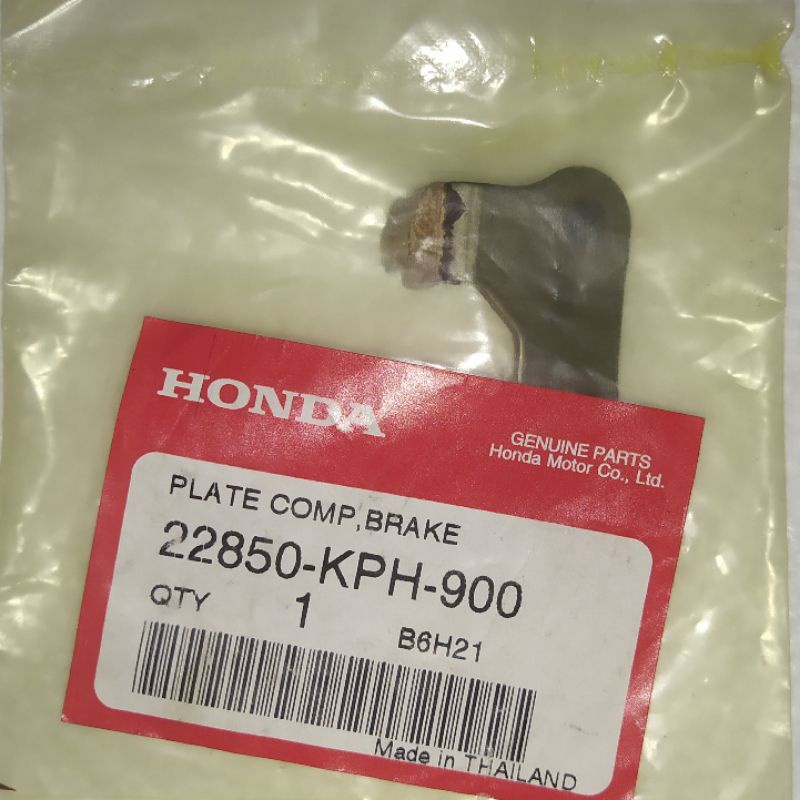 HONDA
GENUINE PARTS
Honda Motor Co., Ltd.
PLATE COMP,BRAKE
22850-KPH-900
QTY 1
B6H21
Made in THAILAND